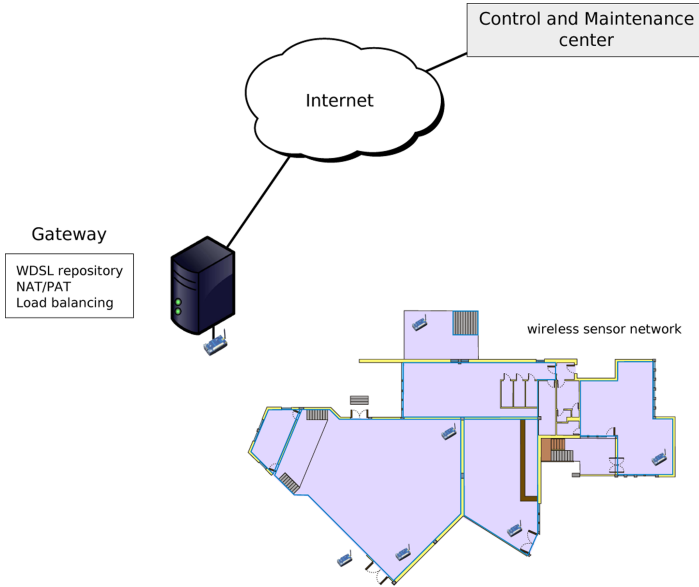 Control and Maintenance
center
Internet
Gateway
WDSL repository
NAT/PAT
Load balancing
wireless sensor network